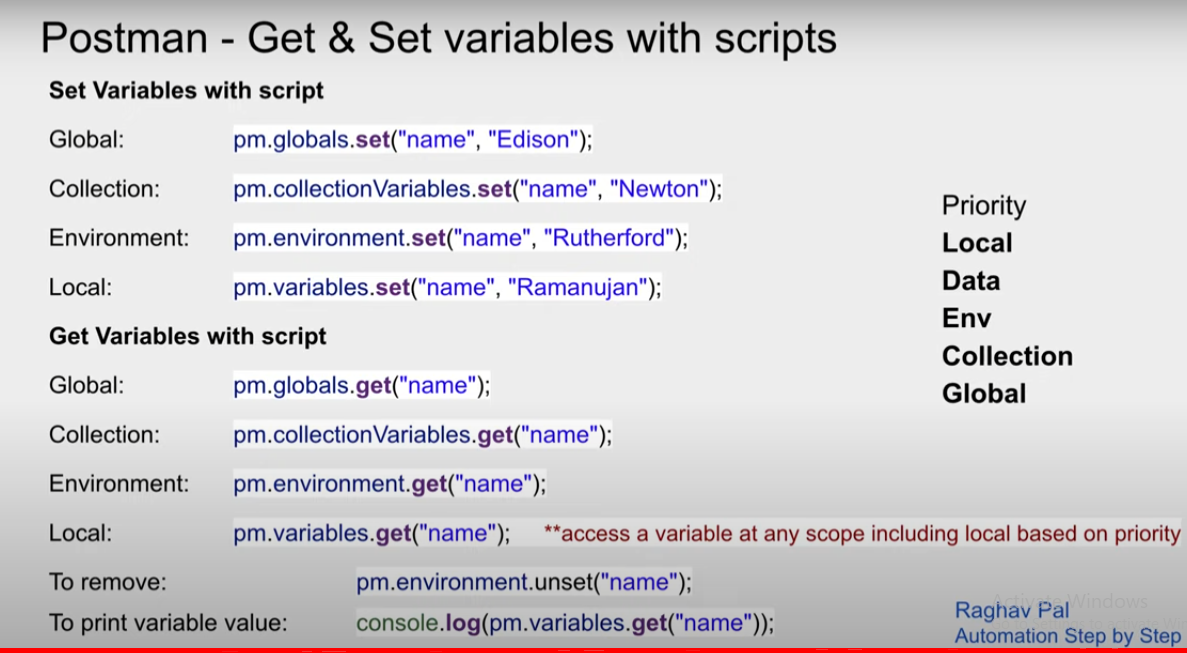 Postman - Get & Set variables with scripts
Set Variables with script
Global: pm.globals.set("name", "Edison");
Collection: pm.collectionVariables.set("name", "Newton");
Environment: pm.environment.set("name", "Rutherford");
Local: pm.variables.set("name", "Ramanujan");
Get Variables with script
Global: pm.globals.get("name");
Collection: pm.collectionVariables.get("name");
Environment: pm.environment.get("name");
Local: pm.variables.get("name"); **access a variable at any scope including local based on priority
To remove: pm.environment.unset("name");
To print variable value: console.log(pm.variables.get("name"));
Priority
Local
Data
Env
Collection
Global
Activate Windows
Raghav Pal
Automation Step by Step